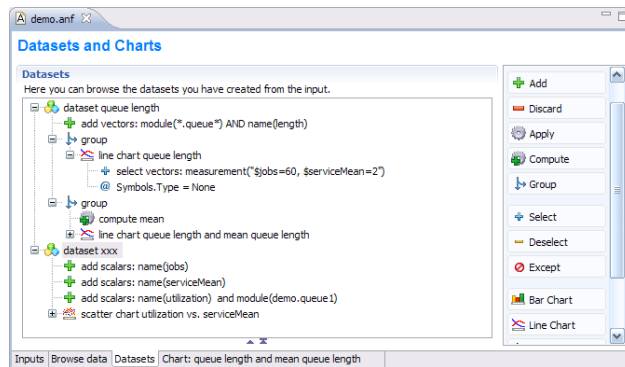 demo.anf
Datasets and Charts
Datasets
Here you can browse the datasets you have created from the input.
dataset queue length
add vectors: module(*.queue*) AND name(length)
group
line chart queue length
select vectors: measurement("$jobs=60, $serviceMean=2")
@ Symbols.Type = None
group
compute mean
line chart queue length and mean queue length
dataset xxx
add scalars: name(jobs)
add scalars: name(serviceMean)
add scalars: name(utilization) and module(demo.queue1)
scatter chart utilization vs. serviceMean
Add
Discard
Apply
Compute
Group
Select
Deselect
Except
Bar Chart
Line Chart
Inputs Browse data Datasets Chart: queue length and mean queue length